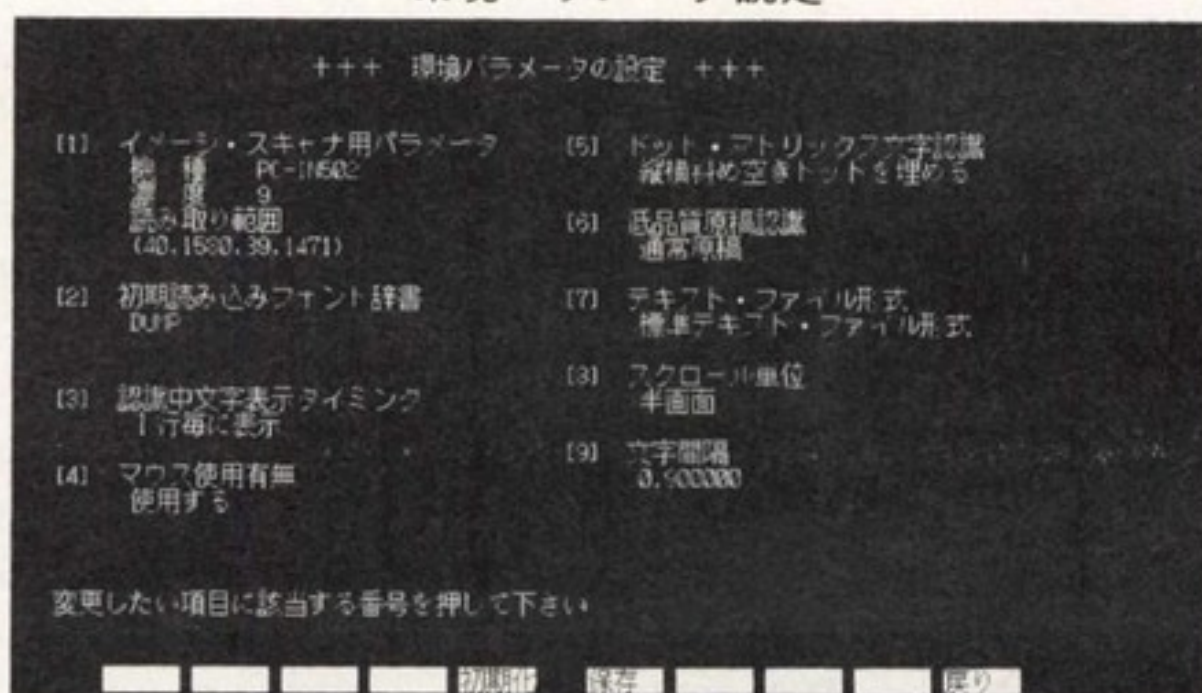 +++ 環境パラメータの設定 +++
[1] イメージ・スキャナ用パラメータ
機 種 PC-IN502
濃 度 9
読み取り範囲
(40,1580,39,1471)
[2] 初期読み込みフォント辞書
DUMP
[3] 認識中文字表示タイミング
1行毎に表示
[4] マウス使用有無
使用する
[5] ドット・マトリックス文字認識
縦横斜め空きドットを埋める
[6] 低品質原稿認識
通常原稿
[7] テキスト・ファイル形式
標準テキスト・ファイル形式
[8] スクロール単位
半画面
[9] 文字間隔
0.900000
変更したい項目に該当する番号を押して下さい
初期化 保存 戻り